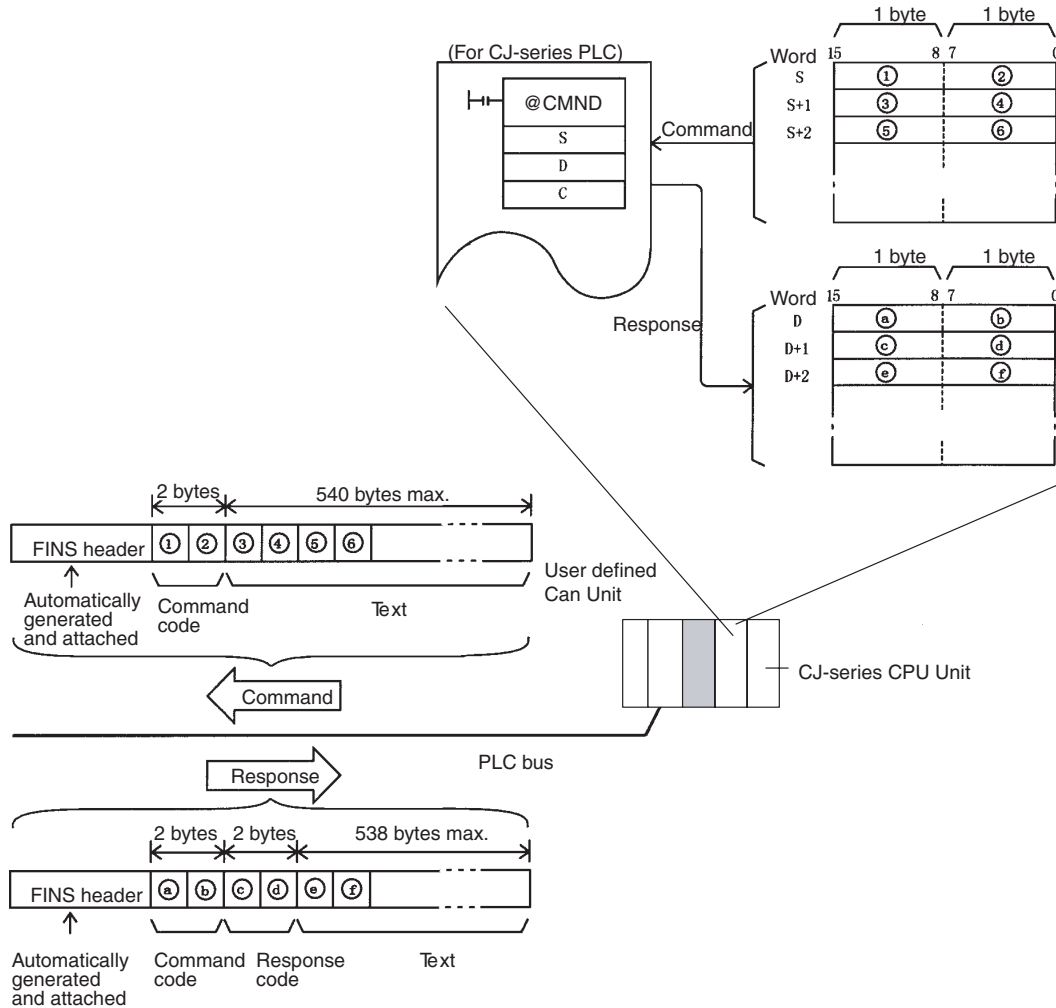 1 byte 1 byte
(For CJ-series PLC)
Word 15 8 7 0
S ① ②
@CMND
S+1 ③ ④
Command
S+2 ⑤ ⑥
S
D
C
1 byte 1 byte
Word 15 8 7 0
Response
D ⓐ ⓑ
D+1 ⓒ ⓓ
D+2 ⓔ ⓕ
2 bytes 540 bytes max.
FINS header ① ② ③ ④ ⑤ ⑥
User defined
Can Unit
Automatically
generated
and attached
Command
code
Text
CJ-series CPU Unit
Command
PLC bus
Response
2 bytes 2 bytes 538 bytes max.
FINS header ⓐ ⓑ ⓒ ⓓ ⓔ ⓕ
Automatically
generated
and attached
Command
code
Response
code
Text